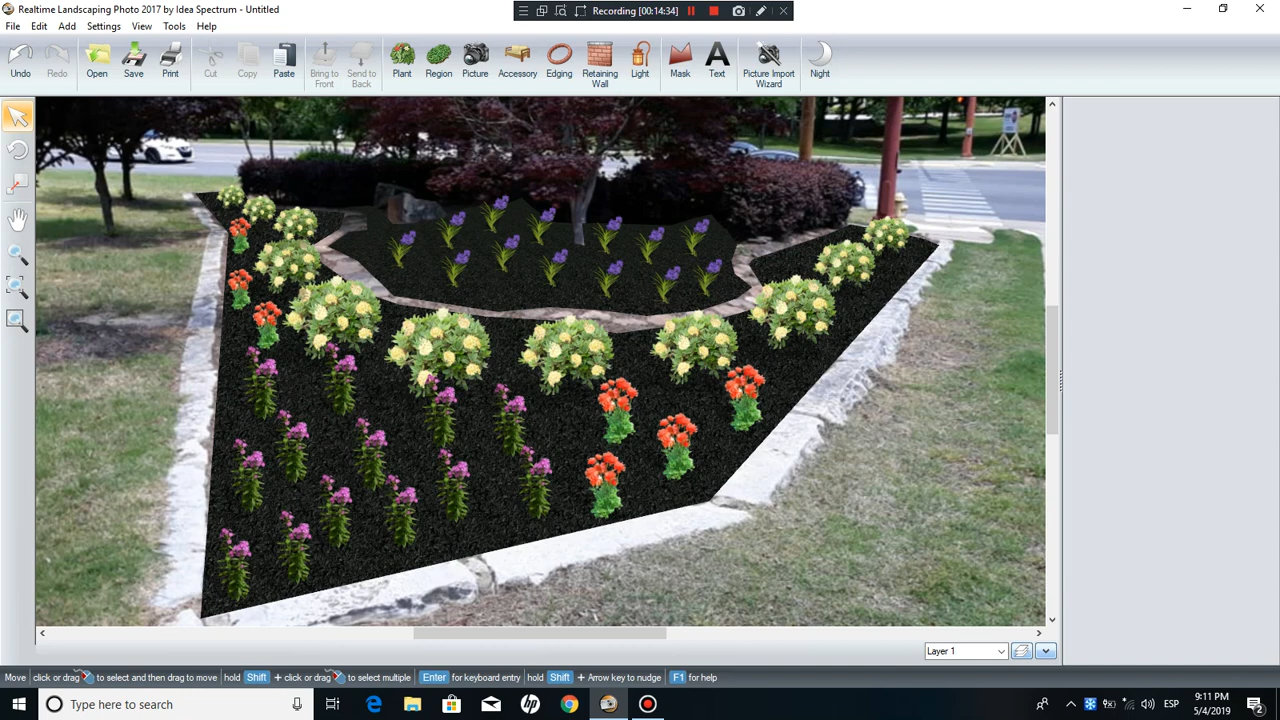 Realtime Landscaping Photo 2017 by Idea Spectrum - Untitled
Recording [00:14:34]
File Edit Add Settings View Tools Help
Undo Redo Open Save Print Cut Copy Paste Bring to Front Send to Back Plant Region Picture Accessory Edging Retaining Wall Light Mask Text Picture Import Wizard Night
Layer 1
Move click or drag to select and then drag to move hold Shift + click or drag to select multiple Enter for keyboard entry hold Shift + Arrow key to nudge F1 for help
Type here to search
ESP
9:11 PM
5/4/2019
2